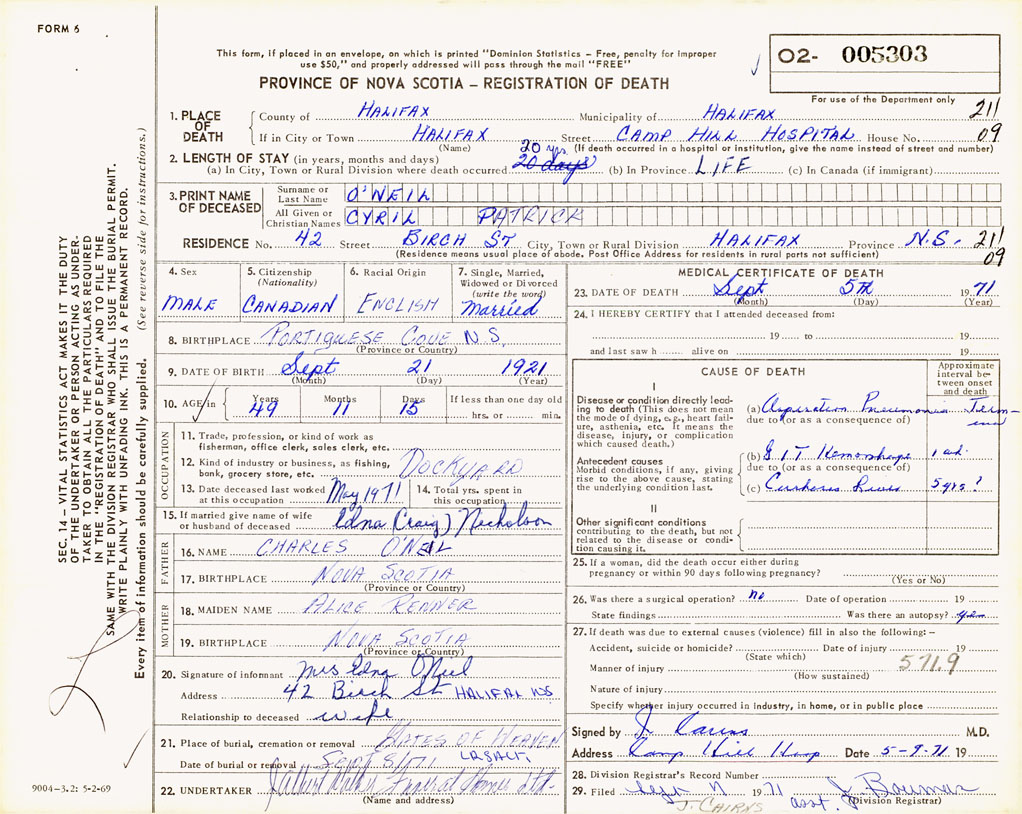 FORM 6
This form, if placed in an envelope, on which is printed "Dominion Statistics – Free, penalty for improper
use $50," and properly addressed will pass through the mail "FREE"
PROVINCE OF NOVA SCOTIA – REGISTRATION OF DEATH
02- 005303
For use of the Department only
211
09
1. PLACE OF DEATH
County of HALIFAX Municipality of HALIFAX
If in City or Town HALIFAX Street CAMP HILL HOSPITAL House No.
(Name) (If death occurred in a hospital or institution, give the name instead of street and number)
2. LENGTH OF STAY (in years, months and days)
20 yrs.
(a) In City, Town or Rural Division where death occurred 20 days (b) In Province LIFE (c) In Canada (if immigrant)
3. PRINT NAME OF DECEASED
Surname or Last Name O'NEIL
All Given or Christian Names CYRIL PATRICK
RESIDENCE No. 42 Street BIRCH ST City, Town or Rural Division HALIFAX Province N.S. 211
09
(Residence means usual place of abode. Post Office Address for residents in rural parts not sufficient)
4. Sex MALE
5. Citizenship (Nationality) CANADIAN
6. Racial Origin ENGLISH
7. Single, Married, Widowed or Divorced (write the word) Married
8. BIRTHPLACE PORTIGUESE COVE N.S.
(Province or Country)
9. DATE OF BIRTH Sept 21 1921
(Month) (Day) (Year)
10. AGE in Years 49 Months 11 Days 15 If less than one day old hrs. or min.
OCCUPATION
11. Trade, profession, or kind of work as fisherman, office clerk, sales clerk, etc.
12. Kind of industry or business, as fishing, bank, grocery store, etc. DOCKYARD
13. Date deceased last worked at this occupation May 1971
14. Total yrs. spent in this occupation
15. If married give name of wife or husband of deceased Edna (Craig) Nicholson
FATHER
16. NAME CHARLES O'NEIL
17. BIRTHPLACE NOVA SCOTIA
(Province or Country)
MOTHER
18. MAIDEN NAME ALICE
19. BIRTHPLACE NOVA SCOTIA
(Province or Country)
20. Signature of informant Mrs Edna O'Neil
Address 42 Birch St HALIFAX NS
Relationship to deceased wife
21. Place of burial, cremation or removal GATES OF HEAVEN
Date of burial or removal Sept 8/71
22. UNDERTAKER Funeral Homes Ltd.
(Name and address)
MEDICAL CERTIFICATE OF DEATH
23. DATE OF DEATH Sept 5th 1971
(Month) (Day) (Year)
24. I HEREBY CERTIFY that I attended deceased from:
19 to 19
and last saw h alive on 19
CAUSE OF DEATH
Approximate interval between onset and death
I
Disease or condition directly leading to death (This does not mean the mode of dying, e.g., heart failure, asthenia, etc. It means the disease, injury, or complication which caused death.)
(a) Aspiration Pneumonia Terminal
due to (or as a consequence of)
Antecedent causes
Morbid conditions, if any, giving rise to the above cause, stating the underlying condition last.
(b) G.I.T Hemorrhage 1 wk.
due to (or as a consequence of)
(c) Cirrhosis Liver 5 yrs?
II
Other significant conditions contributing to the death, but not related to the disease or condition causing it.
25. If a woman, did the death occur either during pregnancy or within 90 days following pregnancy?
(Yes or No)
26. Was there a surgical operation? No Date of operation 19
State findings Was there an autopsy? Yes
27. If death was due to external causes (violence) fill in also the following: –
Accident, suicide or homicide? Date of injury 19
(State which)
571.9
Manner of injury
(How sustained)
Nature of injury
Specify whether injury occurred in industry, in home, or in public place
Signed by J. Cairns M.D.
Address Camp Hill Hosp Date 5-9-71 19
28. Division Registrar's Record Number
29. Filed Sept 7 1971
J. CAIRNS asst. (Division Registrar)
SEC. 14 – VITAL STATISTICS ACT MAKES IT THE DUTY
OF THE UNDERTAKER OR PERSON ACTING AS UNDER-
TAKER TO OBTAIN ALL THE PARTICULARS REQUIRED
IN THE "REGISTRATION OF DEATH" AND TO FILE THE
SAME WITH THE DIVISION REGISTRAR WHO SHALL ISSUE THE BURIAL PERMIT.
WRITE PLAINLY WITH UNFADING INK. THIS IS A PERMANENT RECORD.
Every item of information should be carefully supplied. (See reverse side for instructions.)
9004-3.2: 5-2-69